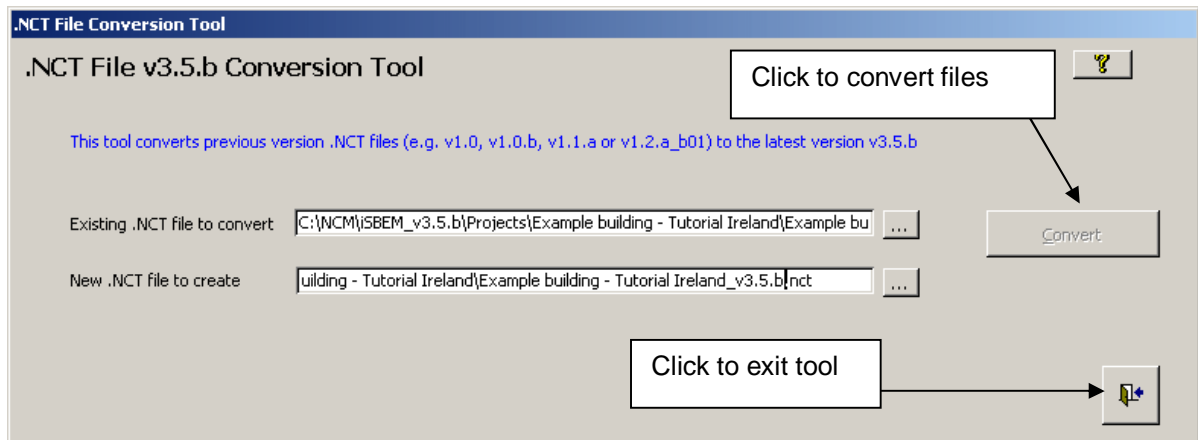 .NCT File Conversion Tool
.NCT File v3.5.b Conversion Tool
Click to convert files
?
This tool converts previous version .NCT files (e.g. v1.0, v1.0.b, v1.1.a or v1.2.a_b01) to the latest version v3.5.b
Existing .NCT file to convert C:\NCM\iSBEM_v3.5.b\Projects\Example building - Tutorial Ireland\Example bu ...
Convert
New .NCT file to create uilding - Tutorial Ireland\Example building - Tutorial Ireland_v3.5.b.nct ...
Click to exit tool